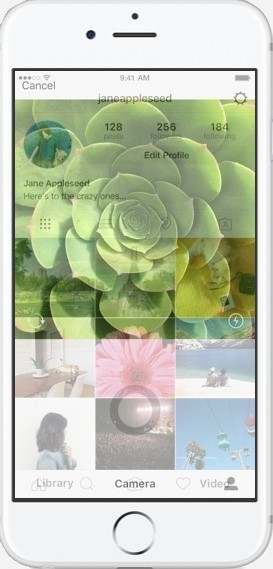 9:41 AM
Cancel
janeappleseed
128 256 184
posts followers following
Edit Profile
Jane Appleseed
Here's to the crazy ones...
Library Camera Video